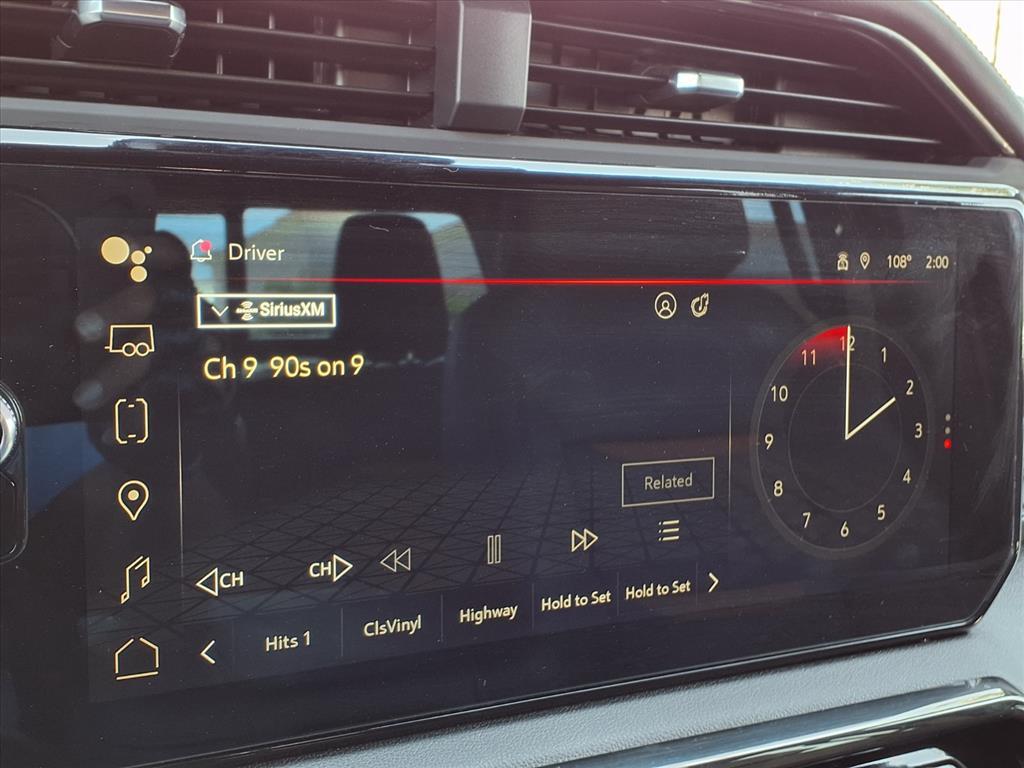 Driver
108° 2:00
SiriusXM
Ch 9 90s on 9
12
11 1
10 2
9 3
8 4
7 5
6
Related
CH CH
Hits 1 ClsVinyl Highway Hold to Set Hold to Set